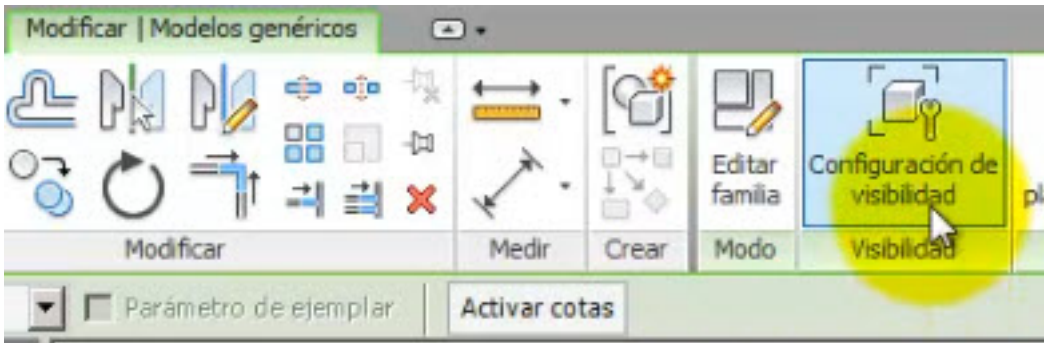 Modificar | Modelos genéricos
Editar
familia
Configuración de
visibilidad
Modificar
Medir
Crear
Modo
Visibilidad
Parámetro de ejemplar
Activar cotas